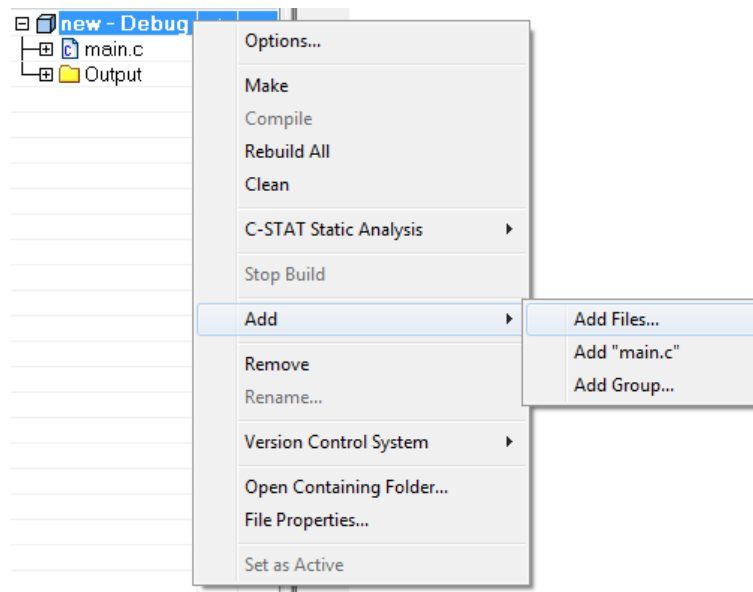 new - Debug
main.c
Output
Options...
Make
Compile
Rebuild All
Clean
C-STAT Static Analysis
Stop Build
Add
Remove
Rename...
Version Control System
Open Containing Folder...
File Properties...
Set as Active
Add Files...
Add "main.c"
Add Group...